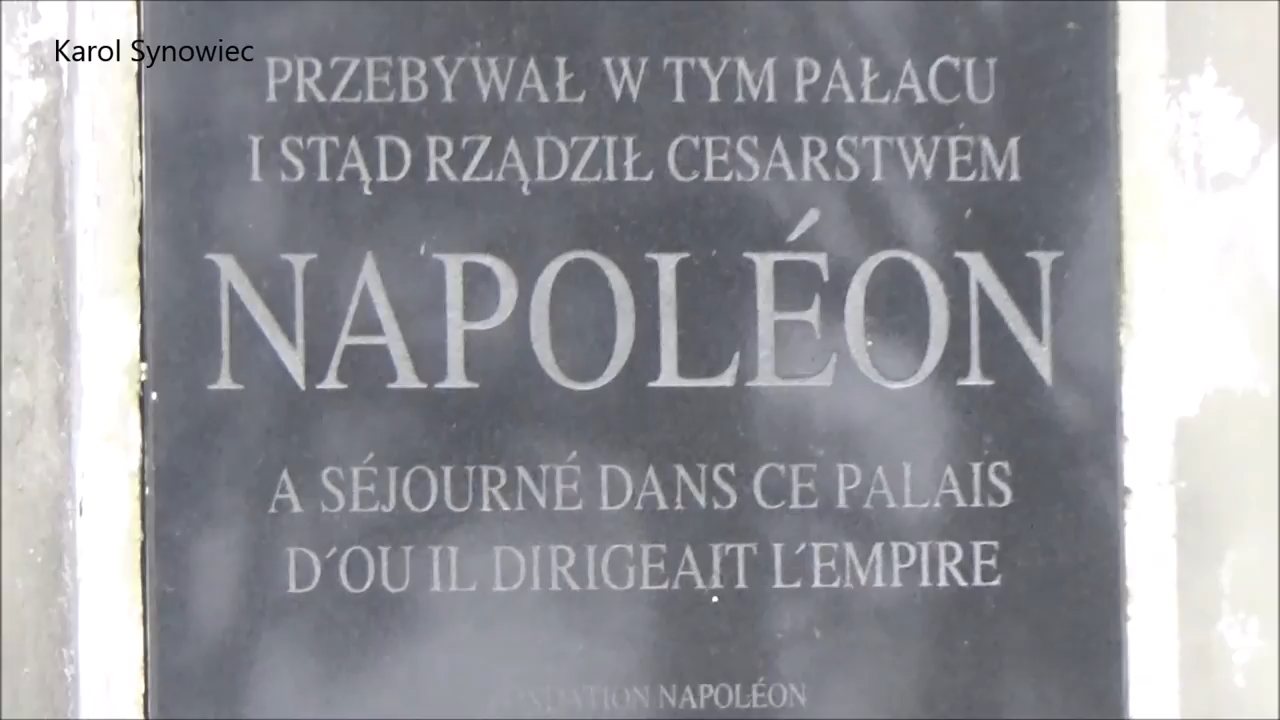 Karol Synowiec
PRZEBYWAŁ W TYM PAŁACU
I STĄD RZĄDZIŁ CESARSTWEM
NAPOLÉON
A SÉJOURNÉ DANS CE PALAIS
D´OU IL DIRIGEAIT L´EMPIRE
NAPOLÉON